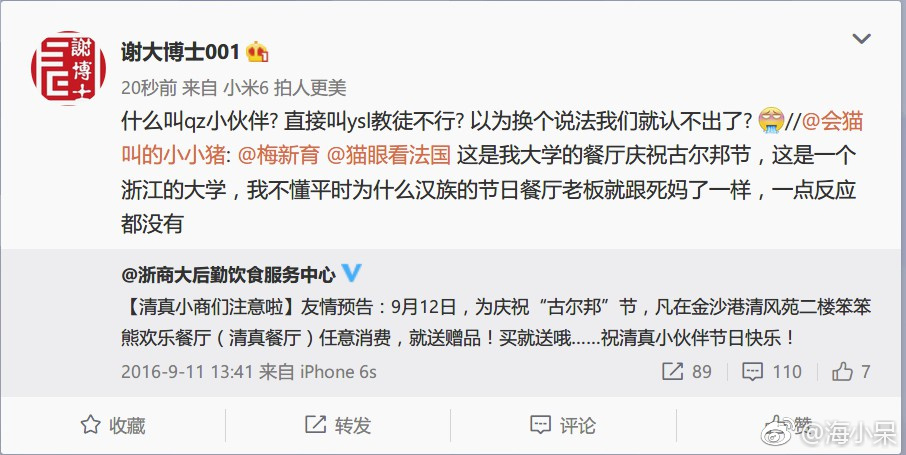 謝博士
谢大博士001
20秒前 来自 小米6 拍人更美
什么叫qz小伙伴? 直接叫ysl教徒不行? 以为换个说法我们就认不出了? //@会猫
叫的小小猪: @梅新育 @猫眼看法国 这是我大学的餐厅庆祝古尔邦节，这是一个
浙江的大学，我不懂平时为什么汉族的节日餐厅老板就跟死妈了一样，一点反应
都没有
@浙商大后勤饮食服务中心
【清真小商们注意啦】友情预告：9月12日，为庆祝“古尔邦”节，凡在金沙港清风苑二楼笨笨
熊欢乐餐厅（清真餐厅）任意消费，就送赠品！买就送哦......祝清真小伙伴节日快乐！
2016-9-11 13:41 来自 iPhone 6s 89 110 7
收藏 转发 评论 赞
@海小呆